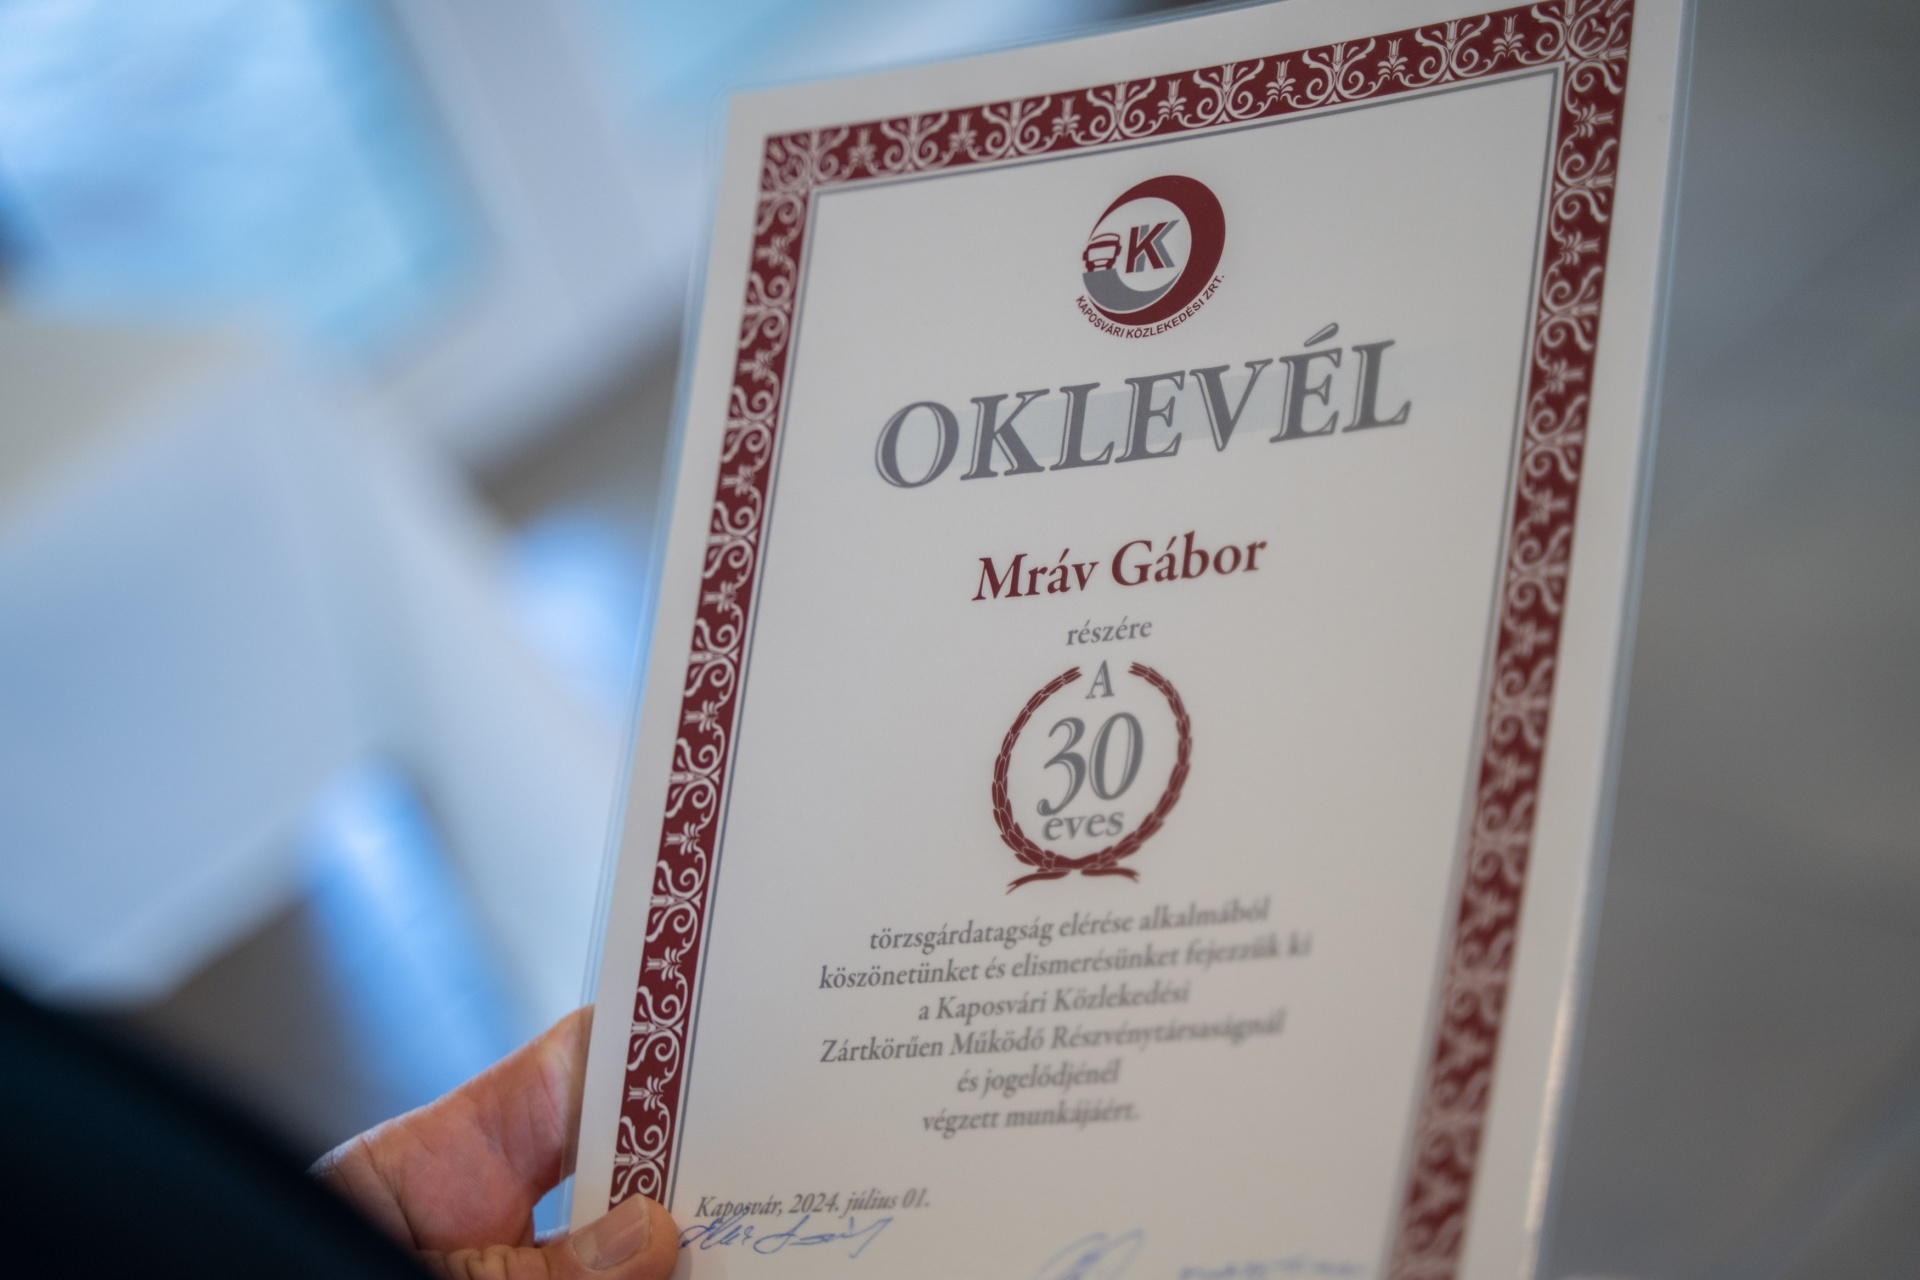 KK
KAPOSVÁRI KÖZLEKEDÉSI ZRT.
OKLEVÉL
Mráv Gábor
részére
A
30
éves
törzsgárdatagság elérése alkalmából
köszönetünket és elismerésünket fejezzük ki
a Kaposvári Közlekedési
Zártkörűen Működő Részvénytársaságnál
és jogelődjénél
végzett munkájáért.
Kaposvár, 2024. július 01.